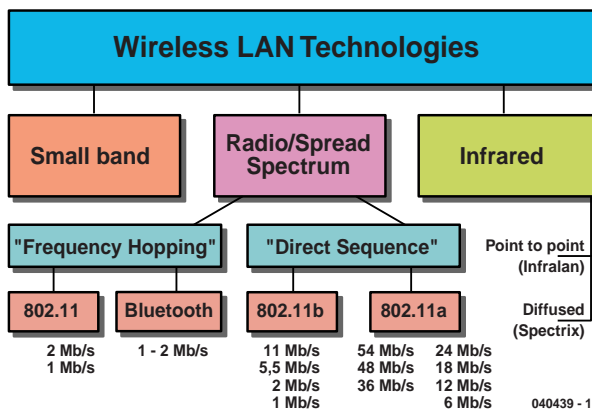 Wireless LAN Technologies
Small band
Radio/Spread
Spectrum
Infrared
"Frequency Hopping"
"Direct Sequence"
Point to point
(Infralan)
802.11
Bluetooth
802.11b
802.11a
Diffused
(Spectrix)
2 Mb/s
1 Mb/s
1 - 2 Mb/s
11 Mb/s
5,5 Mb/s
2 Mb/s
1 Mb/s
54 Mb/s
48 Mb/s
36 Mb/s
24 Mb/s
18 Mb/s
12 Mb/s
6 Mb/s
040439 - 1